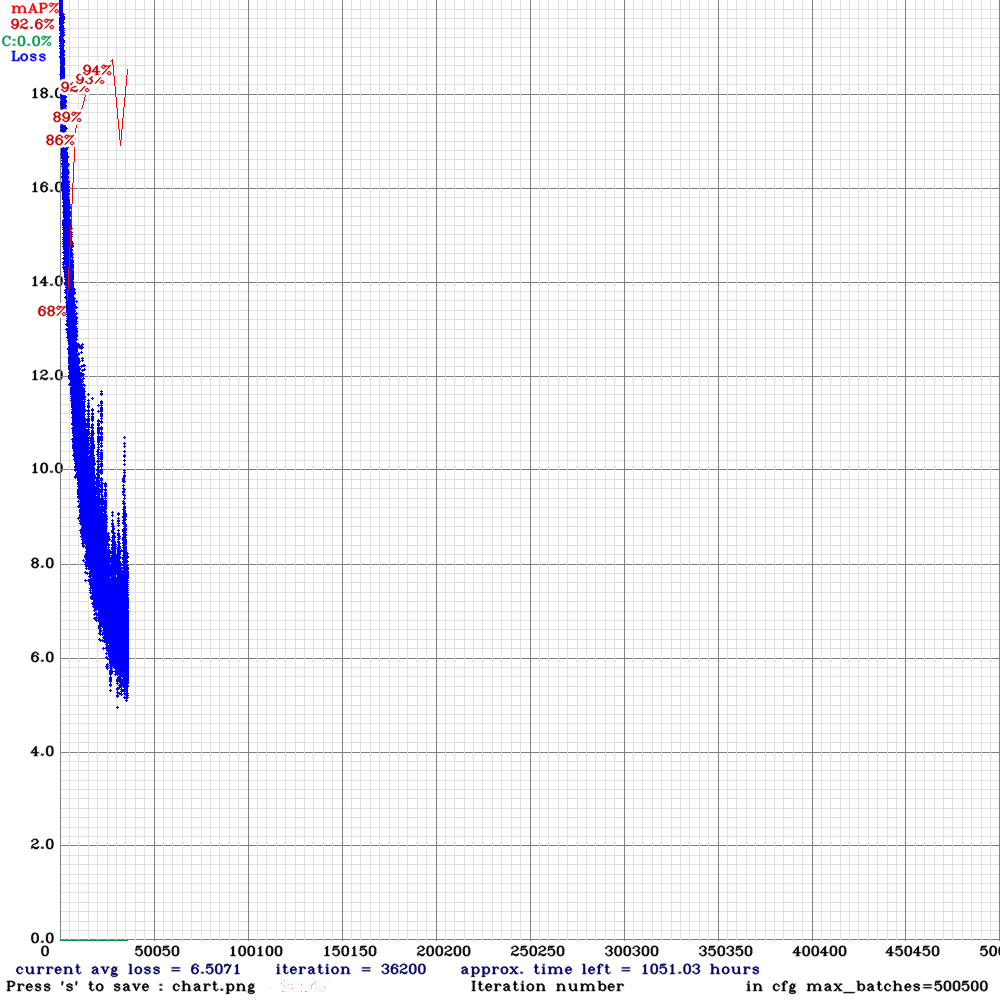 mAP%
92.6%
C:0.0%
Loss
94%
93%
92%
18.0
89%
86%
16.0
14.0
68%
12.0
10.0
8.0
6.0
4.0
2.0
0.0
0 50050 100100 150150 200200 250250 300300 350350 400400 450450 500
current avg loss = 6.5071 iteration = 36200 approx. time left = 1051.03 hours
Press 's' to save : chart.png Iteration number in cfg max_batches=500500